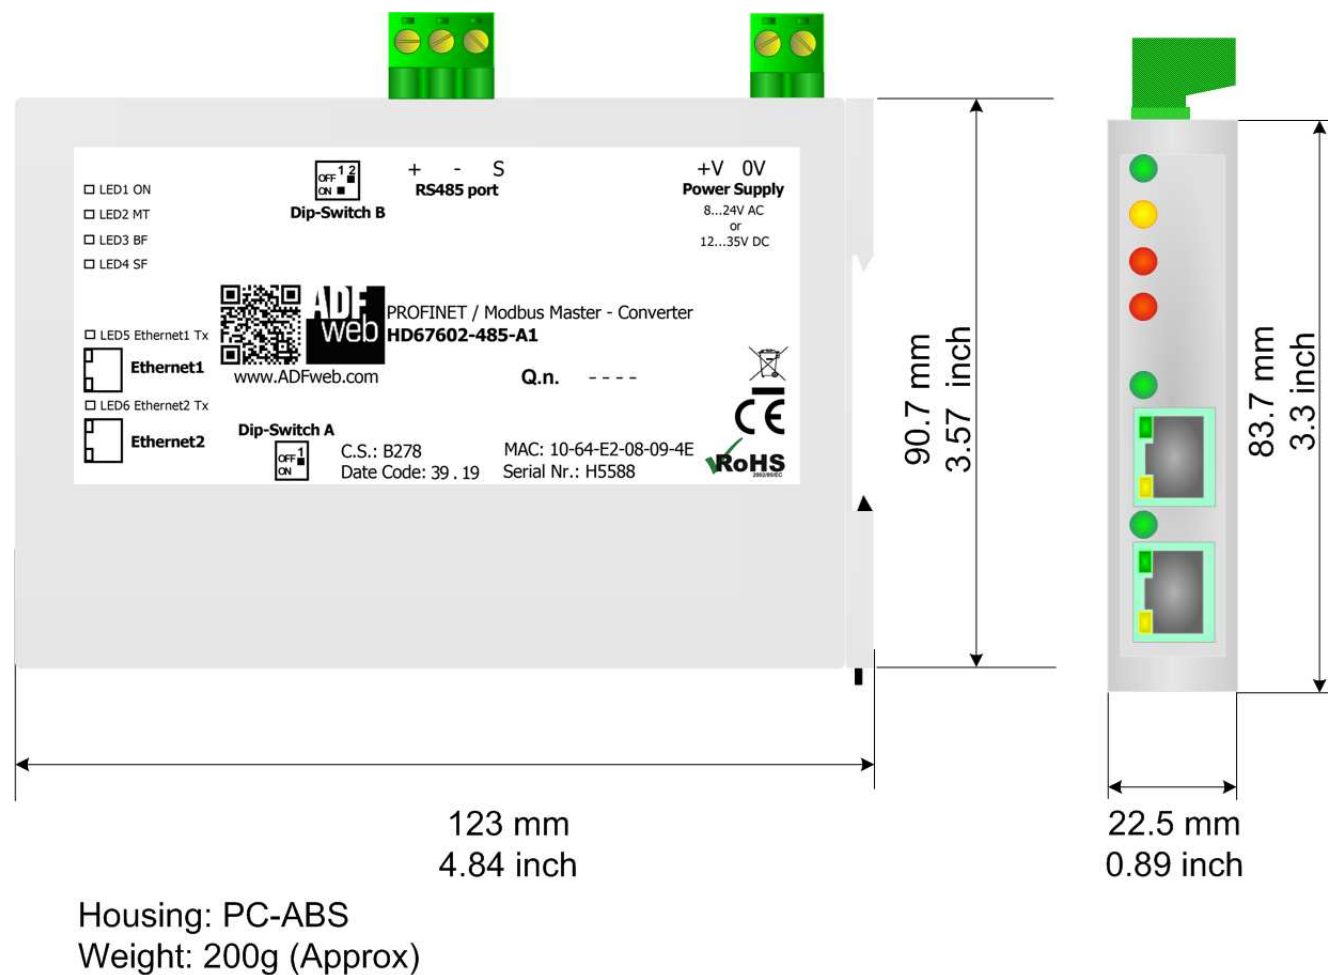 + - S
RS485 port
+V 0V
Power Supply
8...24V AC
or
12...35V DC
1 2
OFF
ON
Dip-Switch B
LED1 ON
LED2 MT
LED3 BF
LED4 SF
ADF
web
www.ADFweb.com
PROFINET / Modbus Master - Converter
HD67602-485-A1
LED5 Ethernet1 Tx
Ethernet1
LED6 Ethernet2 Tx
Ethernet2
Q.n. - - - -
CE
RoHS
2002/95/EC
Dip-Switch A
1
OFF
ON
C.S.: B278
Date Code: 39 . 19
MAC: 10-64-E2-08-09-4E
Serial Nr.: H5588
90.7 mm
3.57 inch
83.7 mm
3.3 inch
123 mm
4.84 inch
22.5 mm
0.89 inch
Housing: PC-ABS
Weight: 200g (Approx)